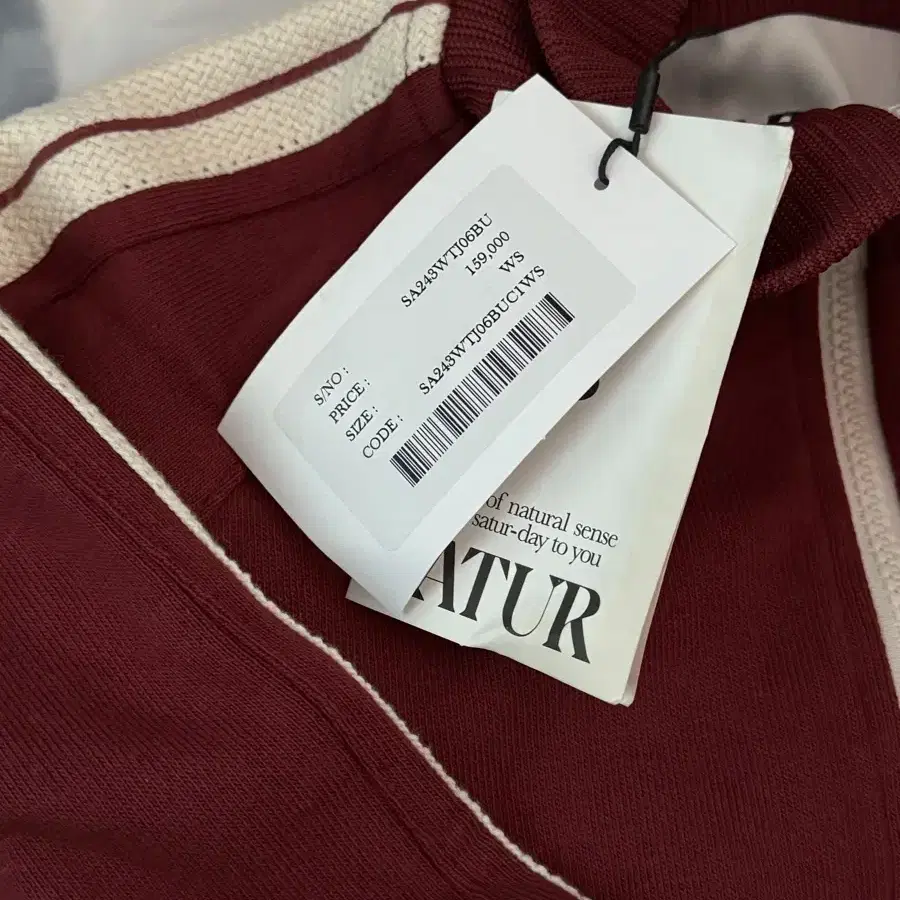 S/NO : SA243WTJ06BU
PRICE : 159,000
SIZE : WS
CODE : SA243WTJ06BUC1WS
of natural sense
satur-day to you
ATUR